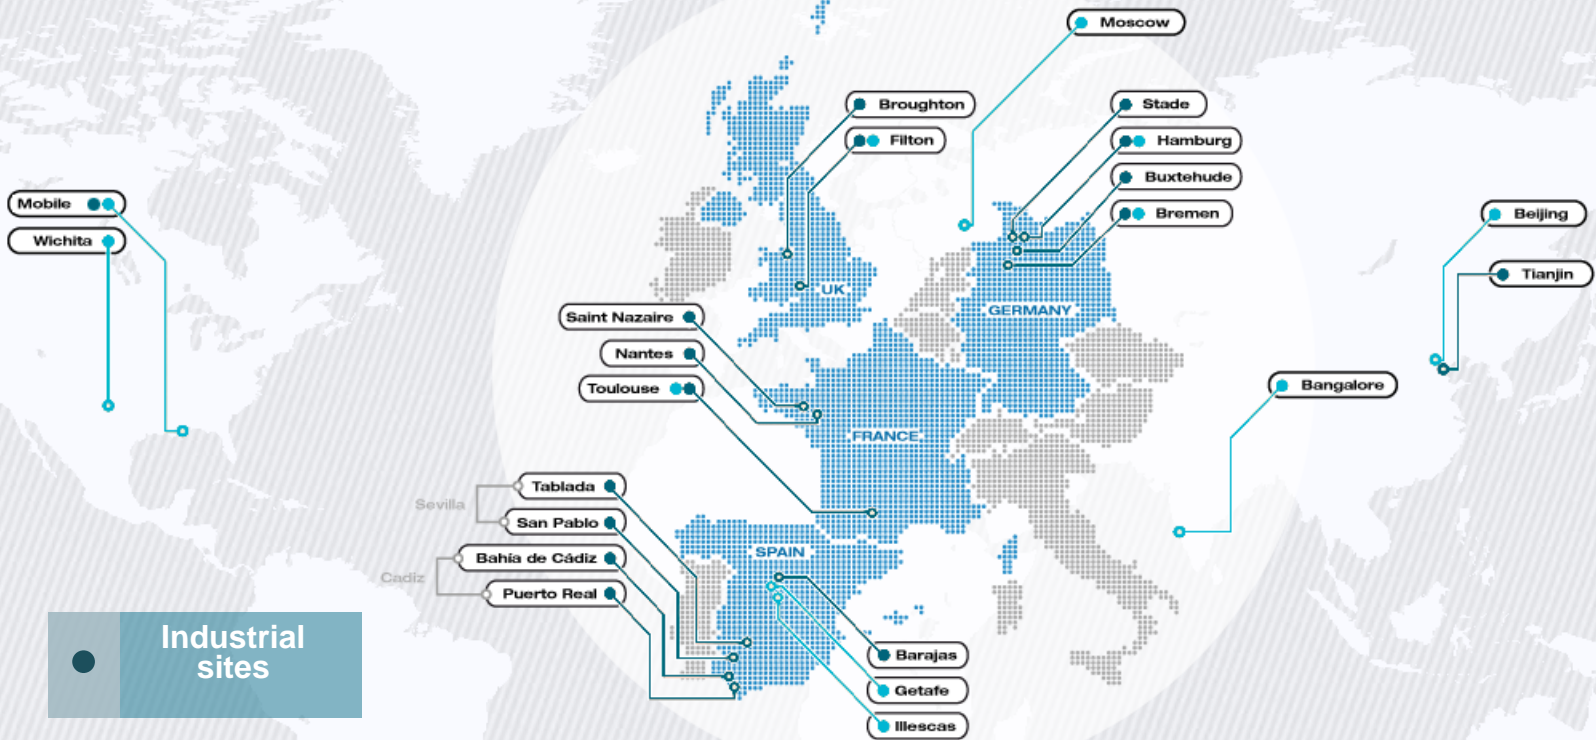 Moscow
Broughton
Stade
Filton
Hamburg
Buxtehude
Mobile
Bremen
Beijing
Wichita
Tianjin
UK
Saint Nazaire
GERMANY
Nantes
Toulouse
Bangalore
FRANCE
Tablada
Sevilla
San Pablo
SPAIN
Bahía de Cádiz
Cadiz
Puerto Real
Industrial
sites
Barajas
Getafe
Illescas